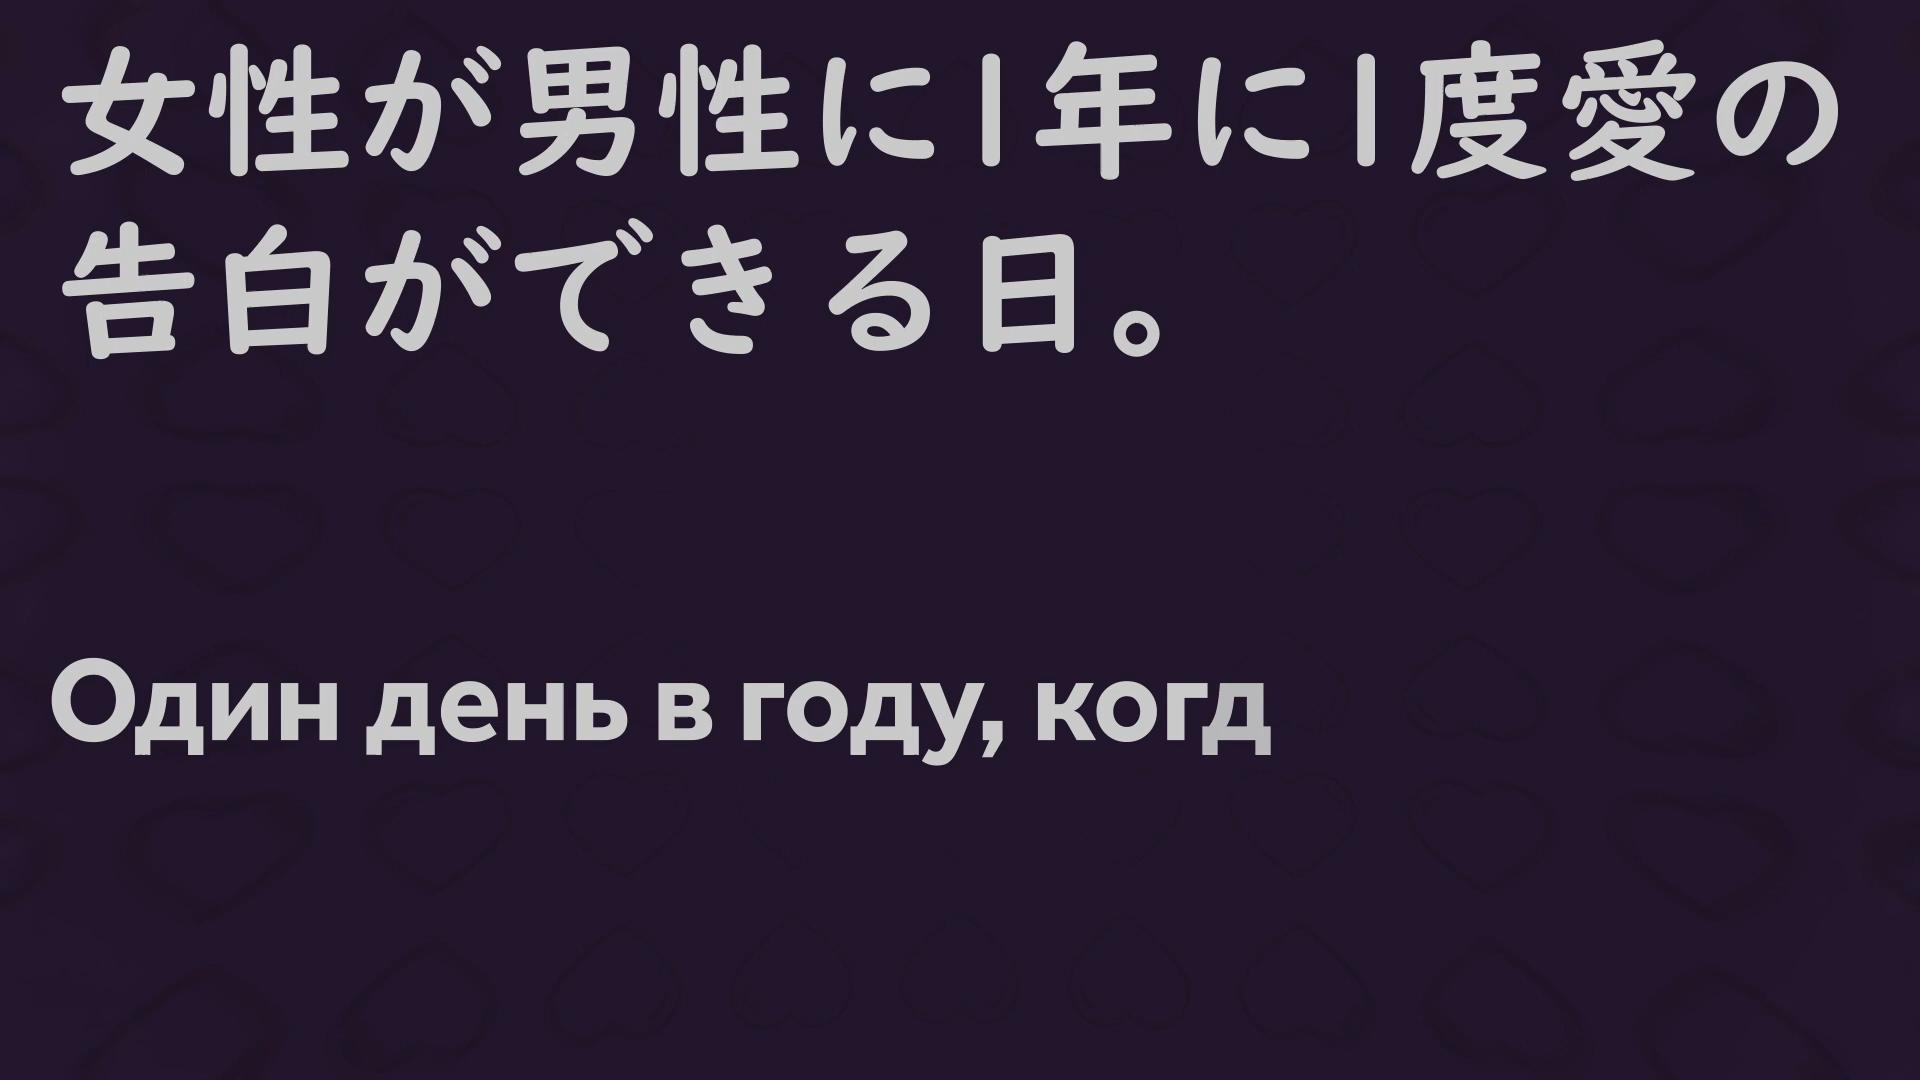 女性が男性に1年に1度愛の
告白ができる日。
Один день в году, когд